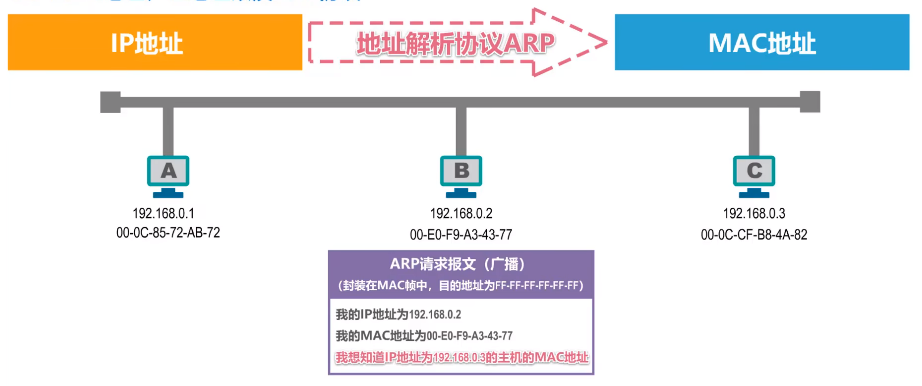 IP地址
地址解析协议ARP
MAC地址
A
B
C
192.168.0.1
192.168.0.2
192.168.0.3
00-0C-85-72-AB-72
00-E0-F9-A3-43-77
00-0C-CF-B8-4A-82
ARP请求报文（广播）
（封装在MAC帧中，目的地址为FF-FF-FF-FF-FF-FF）
我的IP地址为192.168.0.2
我的MAC地址为00-E0-F9-A3-43-77
我想知道IP地址为192.168.0.3的主机的MAC地址